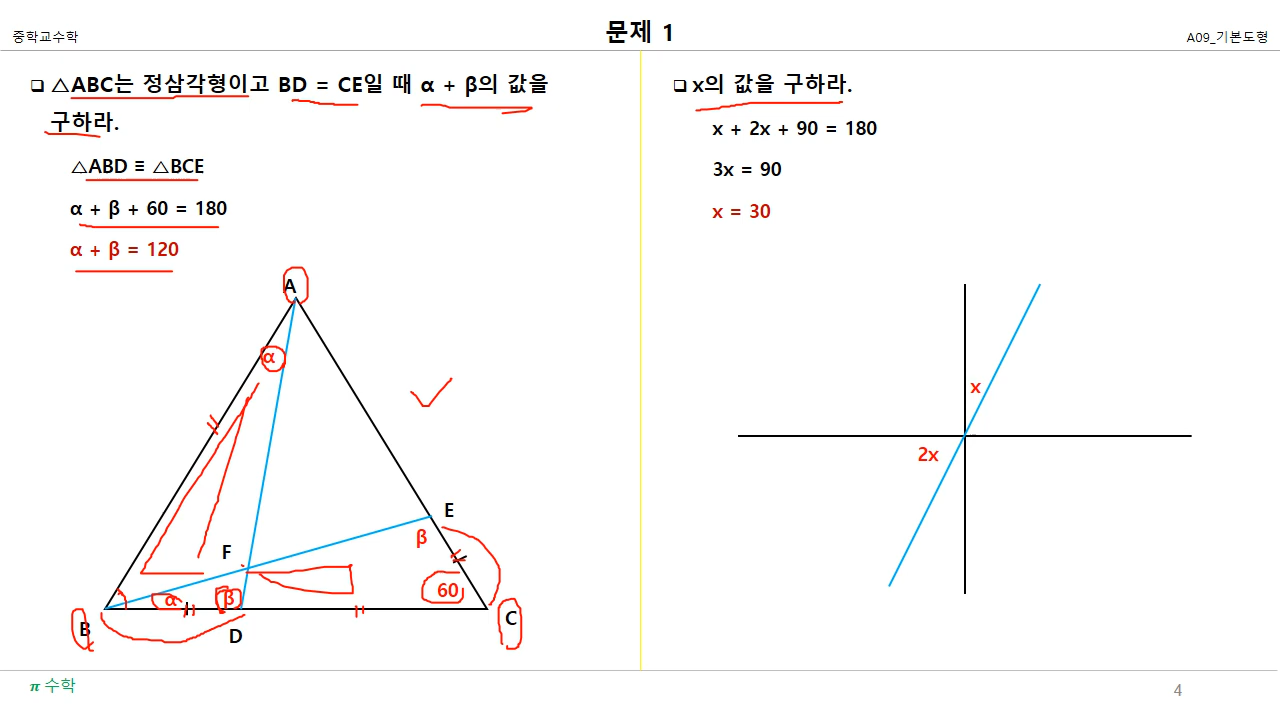 중학교수학
문제 1
A09_기본도형
❑ △ABC는 정삼각형이고 BD = CE일 때 α + β의 값을
구하라.
△ABD ≡ △BCE
α + β + 60 = 180
α + β = 120
A
α
E
β
F
60
α
β
B
D
C
❑ x의 값을 구하라.
x + 2x + 90 = 180
3x = 90
x = 30
x
2x
π 수학
4